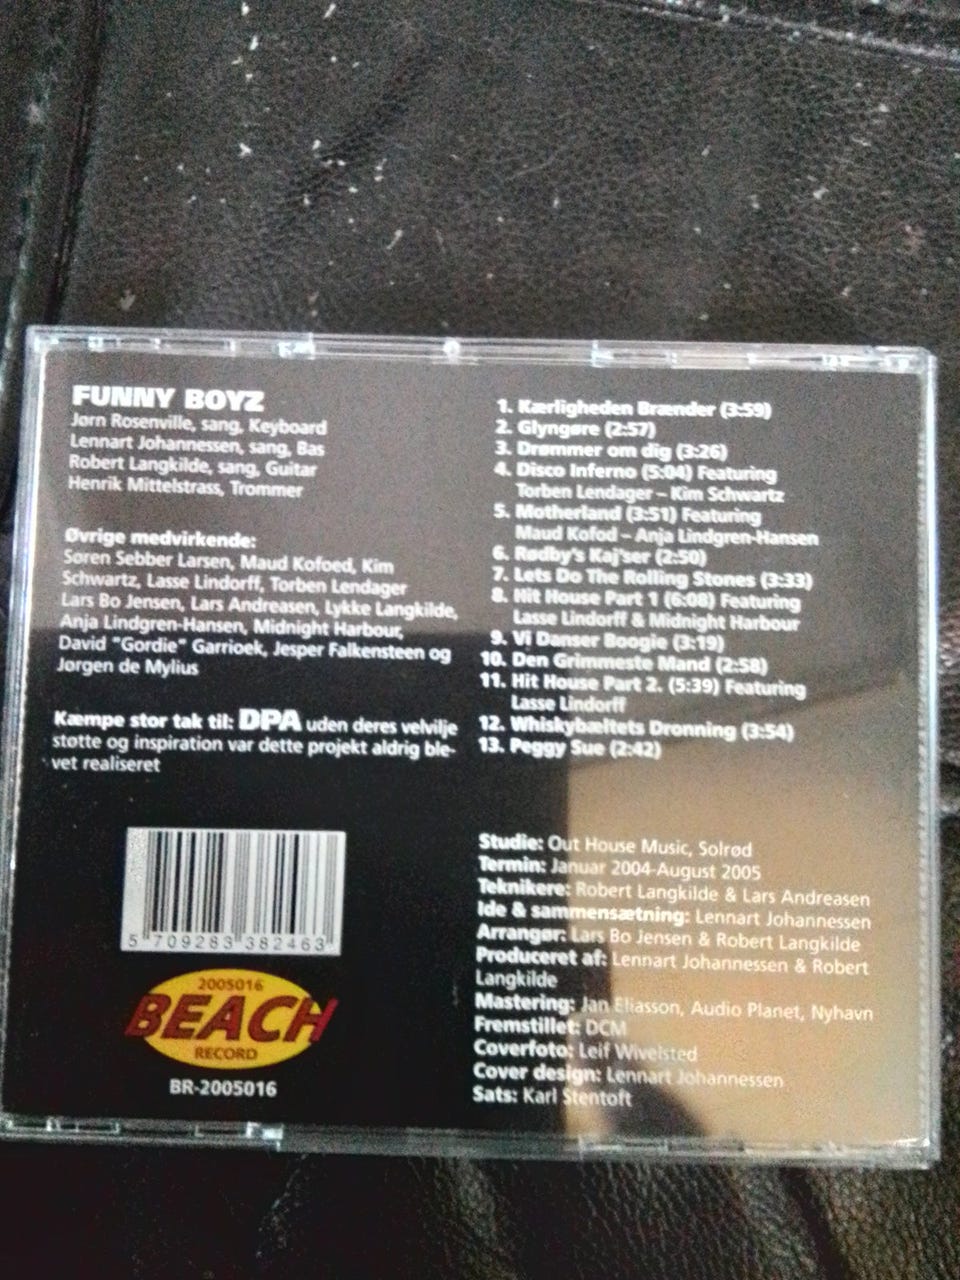 FUNNY BOYZ
Jørn Rosenville, sang, Keyboard
Lennart Johannessen, sang, Bas
Robert Langkilde, sang, Guitar
Henrik Mittelstrass, Trommer
Øvrige medvirkende:
Søren Sebber Larsen, Maud Kofoed, Kim
Schwartz, Lasse Lindorff, Torben Lendager
Lars Bo Jensen, Lars Andreasen, Lykke Langkilde,
Anja Lindgren-Hansen, Midnight Harbour,
David "Gordie" Garrioek, Jesper Falkensteen og
Jørgen de Mylius
Kæmpe stor tak til: DPA uden deres velvilje
støtte og inspiration var dette projekt aldrig ble-
vet realiseret
5 709283 382463
2005016
BEACH
RECORD
BR-2005016
1. Kærligheden Brænder (3:59)
2. Glyngøre (2:57)
3. Drømmer om dig (3:26)
4. Disco Inferno (5:04) Featuring
Torben Lendager – Kim Schwartz
5. Motherland (3:51) Featuring
Maud Kofod – Anja Lindgren-Hansen
6. Rødby's Kaj'ser (2:50)
7. Lets Do The Rolling Stones (3:33)
8. Hit House Part 1 (6:08) Featuring
Lasse Lindorff & Midnight Harbour
9. Vi Danser Boogie (3:19)
10. Den Grimmeste Mand (2:58)
11. Hit House Part 2. (5:39) Featuring
Lasse Lindorff
12. Whiskybæltets Dronning (3:54)
13. Peggy Sue (2:42)
Studie: Out House Music, Solrød
Termin: Januar 2004-August 2005
Teknikere: Robert Langkilde & Lars Andreasen
Ide & sammensætning: Lennart Johannessen
Arrangør: Lars Bo Jensen & Robert Langkilde
Produceret af: Lennart Johannessen & Robert
Langkilde
Mastering: Jan Eliasson, Audio Planet, Nyhavn
Fremstillet: DCM
Coverfoto: Leif Wivelsted
Cover design: Lennart Johannessen
Sats: Karl Stentoft